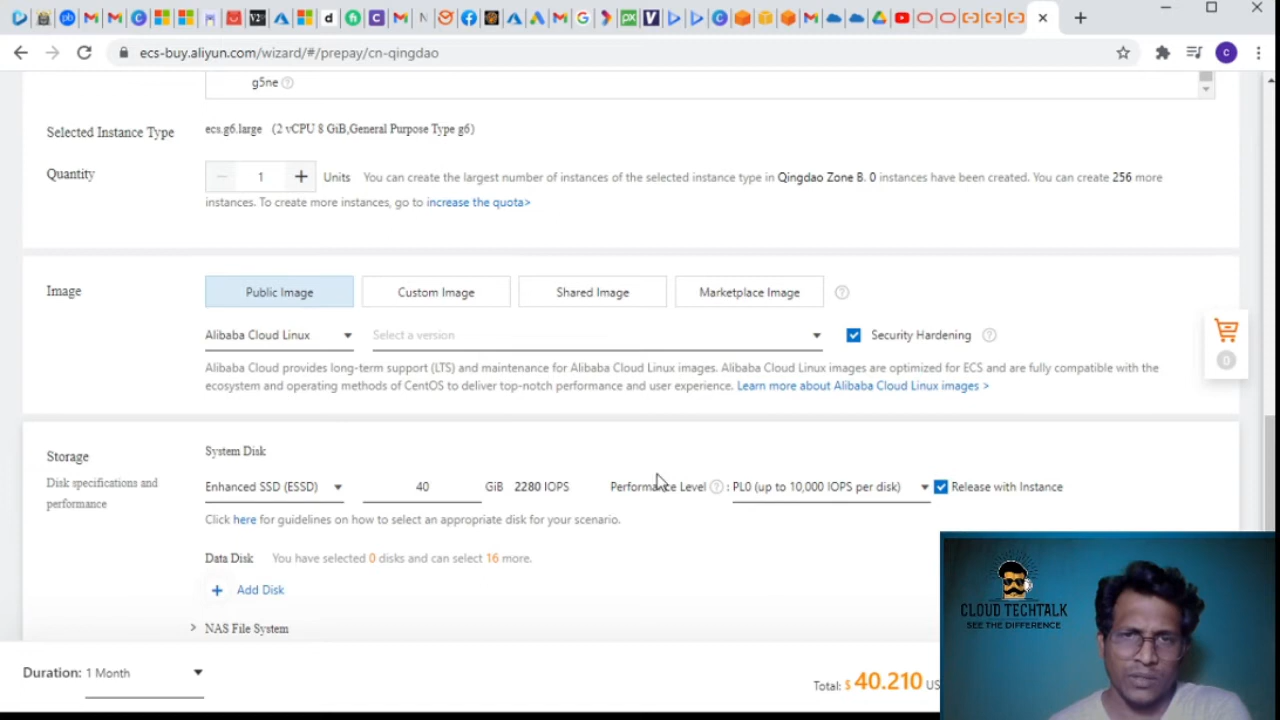 ecs-buy.aliyun.com/wizard/#/prepay/cn-qingdao
g5ne
Selected Instance Type ecs.g6.large (2 vCPU 8 GiB,General Purpose Type g6)
Quantity 1 Units You can create the largest number of instances of the selected instance type in Qingdao Zone B. 0 instances have been created. You can create 256 more
instances. To create more instances, go to increase the quota>
Image Public Image Custom Image Shared Image Marketplace Image
Alibaba Cloud Linux Select a version Security Hardening
Alibaba Cloud provides long-term support (LTS) and maintenance for Alibaba Cloud Linux images. Alibaba Cloud Linux images are optimized for ECS and are fully compatible with the
ecosystem and operating methods of CentOS to deliver top-notch performance and user experience. Learn more about Alibaba Cloud Linux images >
0
Storage System Disk
Disk specifications and
performance
Enhanced SSD (ESSD) 40 GiB 2280 IOPS Performance Level : PL0 (up to 10,000 IOPS per disk) Release with Instance
Click here for guidelines on how to select an appropriate disk for your scenario.
Data Disk You have selected 0 disks and can select 16 more.
+ Add Disk
> NAS File System
Duration: 1 Month Total: $ 40.210 US
CLOUD TECHTALK
SEE THE DIFFERENCE